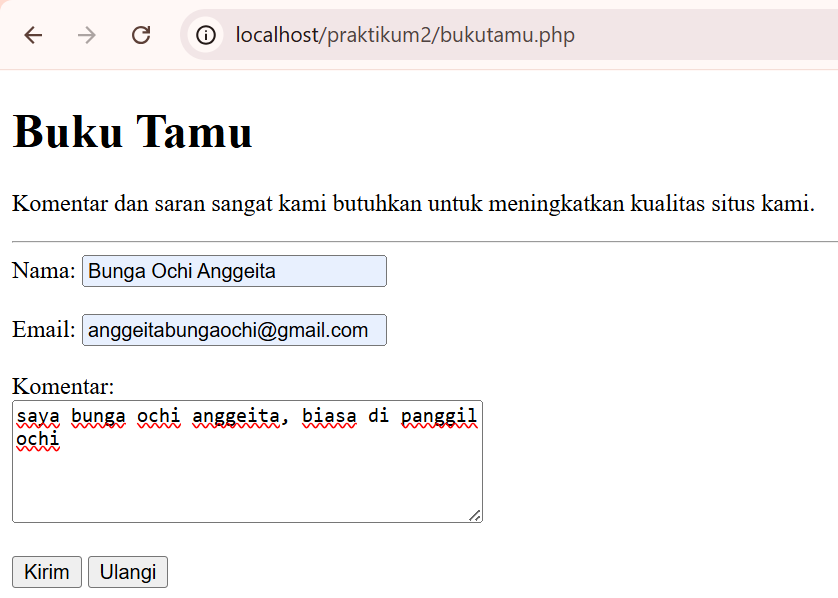 localhost/praktikum2/bukutamu.php
Buku Tamu
Komentar dan saran sangat kami butuhkan untuk meningkatkan kualitas situs kami.
Nama: Bunga Ochi Anggeita
Email: anggeitabungaochi@gmail.com
Komentar:
saya bunga ochi anggeita, biasa di panggil
ochi
Kirim Ulangi